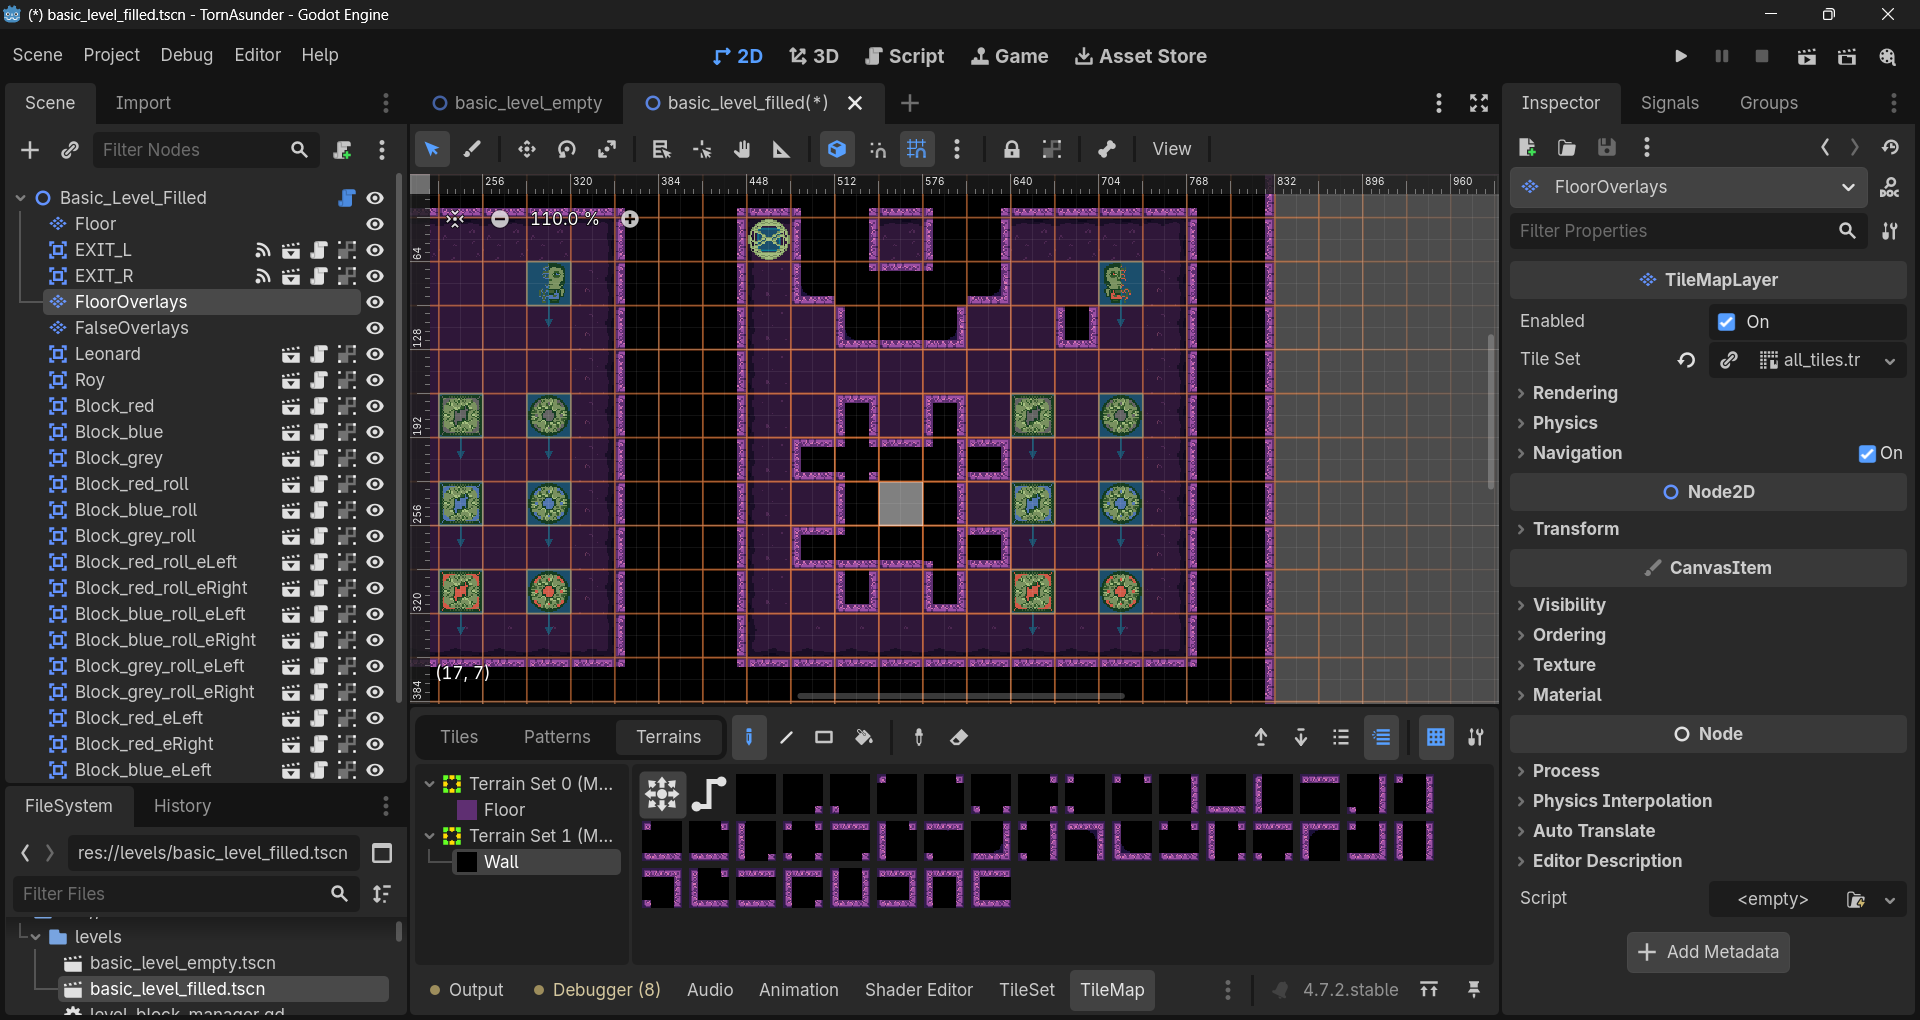 (*) basic_level_filled.tscn - TornAsunder - Godot Engine
Scene Project Debug Editor Help
2D 3D Script Game Asset Store
Scene Import
basic_level_empty basic_level_filled(*)
Inspector Signals Groups
Filter Nodes
View
Basic_Level_Filled
Floor
EXIT_L
EXIT_R
FloorOverlays
FalseOverlays
Leonard
Roy
Block_red
Block_blue
Block_grey
Block_red_roll
Block_blue_roll
Block_grey_roll
Block_red_roll_eLeft
Block_red_roll_eRight
Block_blue_roll_eLeft
Block_blue_roll_eRight
Block_grey_roll_eLeft
Block_grey_roll_eRight
Block_red_eLeft
Block_red_eRight
Block_blue_eLeft
256 320 384 448 512 576 640 704 768 832 896 960
110.0 %
64
128
192
256
320
384
(17, 7)
FloorOverlays
Filter Properties
TileMapLayer
Enabled On
Tile Set all_tiles.tr
Rendering
Physics
Navigation On
Node2D
Transform
CanvasItem
Visibility
Ordering
Texture
Material
Node
Process
Physics Interpolation
Auto Translate
Editor Description
Script <empty>
Add Metadata
Tiles Patterns Terrains
Terrain Set 0 (M...
Floor
Terrain Set 1 (M...
Wall
FileSystem History
res://levels/basic_level_filled.tscn
Filter Files
levels
basic_level_empty.tscn
basic_level_filled.tscn
level_block_manager.gd
Output Debugger (8) Audio Animation Shader Editor TileSet TileMap 4.7.2.stable